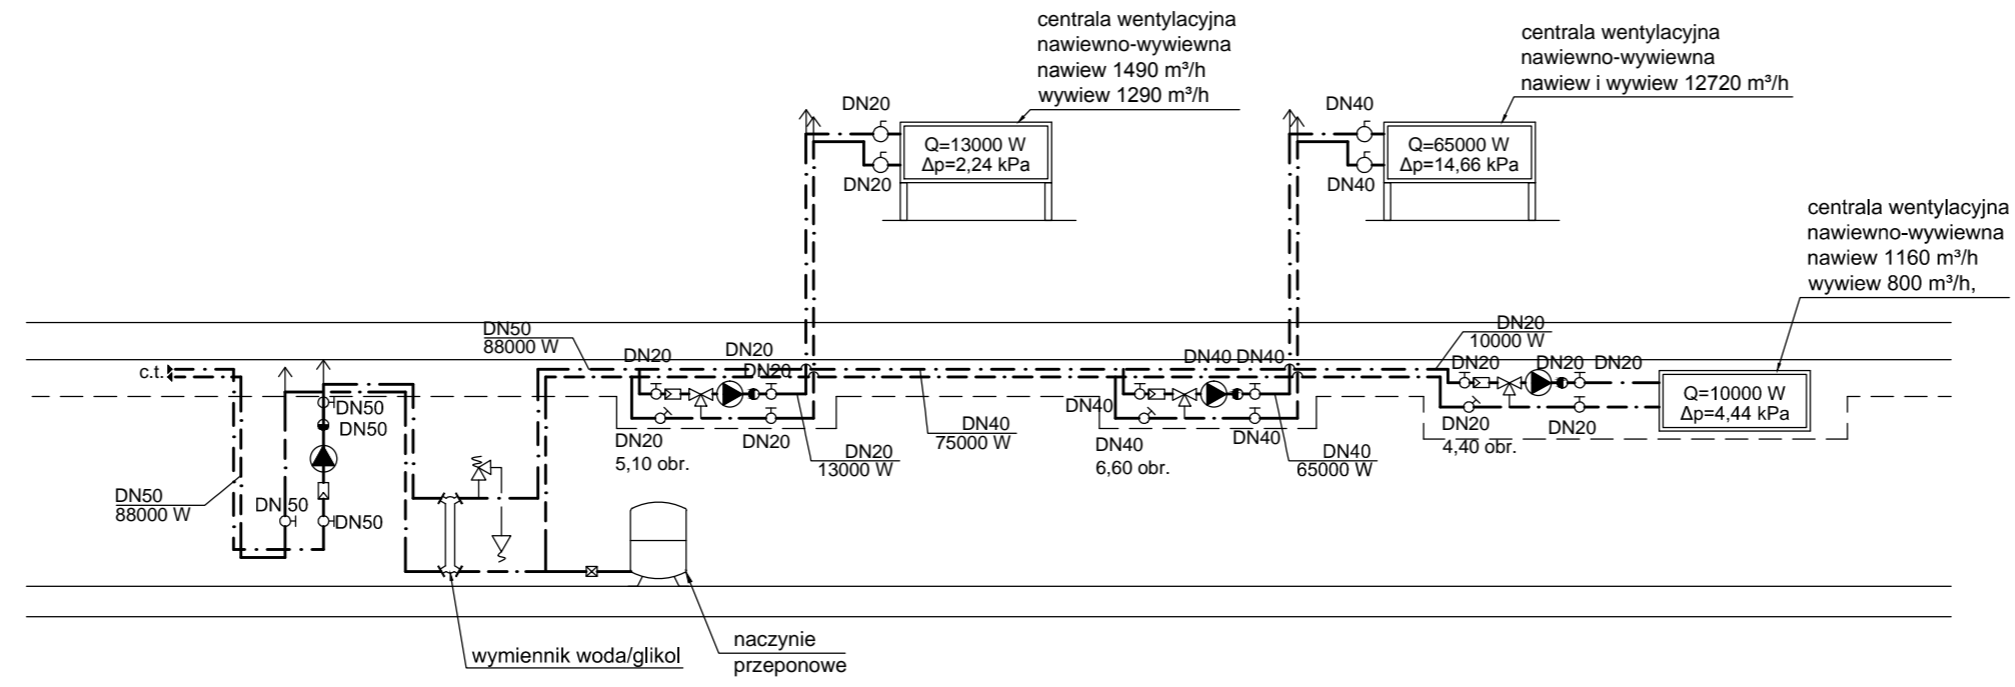 centrala wentylacyjna
nawiewno-wywiewna
nawiew 1490 m³/h
wywiew 1290 m³/h
centrala wentylacyjna
nawiewno-wywiewna
nawiew i wywiew 12720 m³/h
DN20
Q=13000 W
Δp=2,24 kPa
DN20
DN40
Q=65000 W
Δp=14,66 kPa
DN40
centrala wentylacyjna
nawiewno-wywiewna
nawiew 1160 m³/h
wywiew 800 m³/h,
DN50
88000 W
DN20
DN20
DN20
DN40 DN40
DN20
10000 W
DN20
DN20
DN20
c.t.
Q=10000 W
Δp=4,44 kPa
DN50
DN50
DN20
5,10 obr.
DN20
DN20
13000 W
DN40
75000 W
DN40
DN40
6,60 obr.
DN40
DN40
65000 W
DN20
4,40 obr.
DN20
DN50
88000 W
DN50
DN50
wymiennik woda/glikol
naczynie
przeponowe